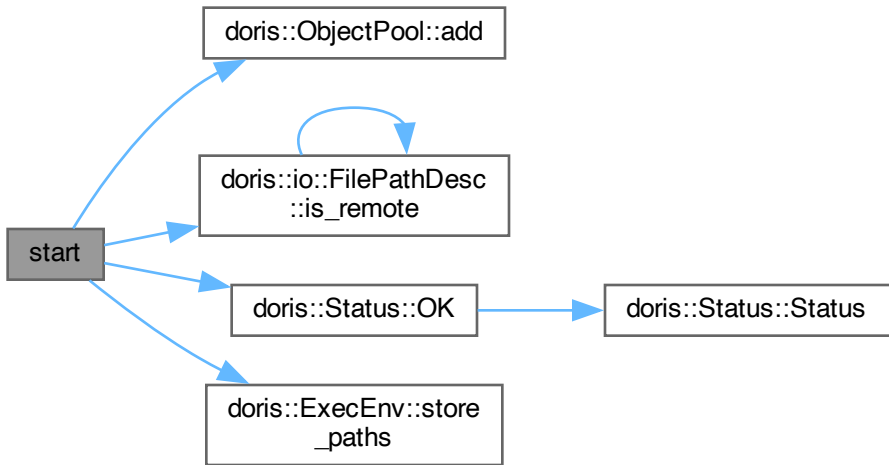 doris::ObjectPool::add
doris::io::FilePathDesc
::is_remote
start
doris::Status::OK
doris::Status::Status
doris::ExecEnv::store
_paths